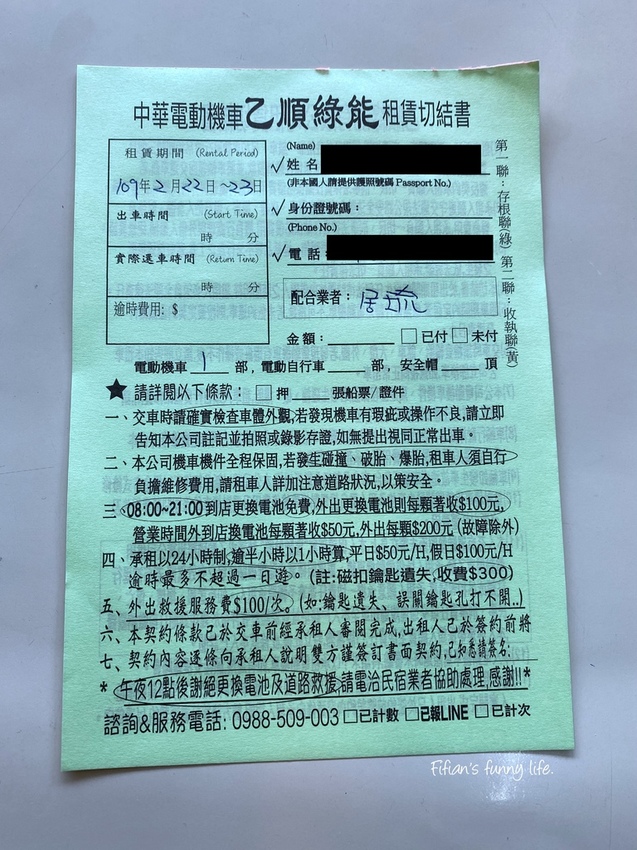 中華電動機車乙順綠能租賃切結書
租賃期間 (Rental Period)
109年2月22日~23日
出車時間 (Start Time)
時 分
實際還車時間 (Return Time)
時 分
逾時費用: $
(Name)
✓姓名
(非本國人請提供護照號碼 Passport No.)
✓身份證號碼：
(Phone No.)
✓電話
配合業者：居流
金額： □已付□未付
第一聯：存根聯(綠) 第二聯：收執聯(黃)
電動機車 1 部, 電動自行車 部, 安全帽 頂
★ 請詳閱以下條款： □ 押 張船票/證件
一、交車時請確實檢查車體外觀,若發現機車有瑕疵或操作不良,請立即
告知本公司註記並拍照或錄影存證,如無提出視同正常出車。
二、本公司機車機件全程保固,若發生碰撞、破胎、爆胎,租車人須自行
負擔維修費用,請租車人詳加注意道路狀況,以策安全。
三、08:00~21:00到店更換電池免費,外出更換電池則每顆著收$100元,
營業時間外到店換電池每顆著收$50元,外出每顆$200元 (故障除外)
四、承租以24小時制,逾半小時以1小時算,平日$50元/H,假日$100元/H
逾時最多不超過一日遊。(註:磁扣鑰匙遺失,收費$300)
五、外出救援服務費$100/次。(如:鑰匙遺失、誤關鑰匙孔打不開..)
六、本契約條款已於交車前經承租人審閱完成,出租人已於簽約前將
七、契約內容逐條向承租人說明雙方謹簽訂書面契約,已如悉請簽名:
* 午夜12點後謝絕更換電池及道路救援,請電洽民宿業者協助處理,感謝!!*
諮詢&服務電話: 0988-509-003 □已計數 □已報LINE □已計次
Fifian's funny life.